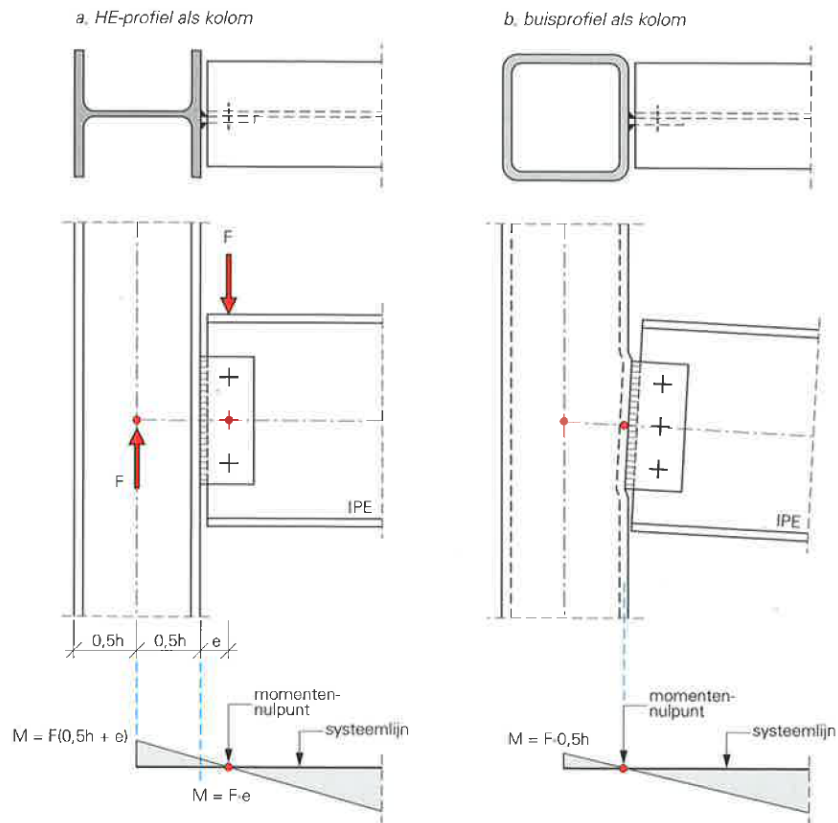 a. HE-profiel als kolom
b. buisprofiel als kolom
F
F
IPE
IPE
0,5h
0,5h
e
momenten-
nulpunt
systeemlijn
M = F(0,5h + e)
M = F·e
momenten-
nulpunt
systeemlijn
M = F·0,5h